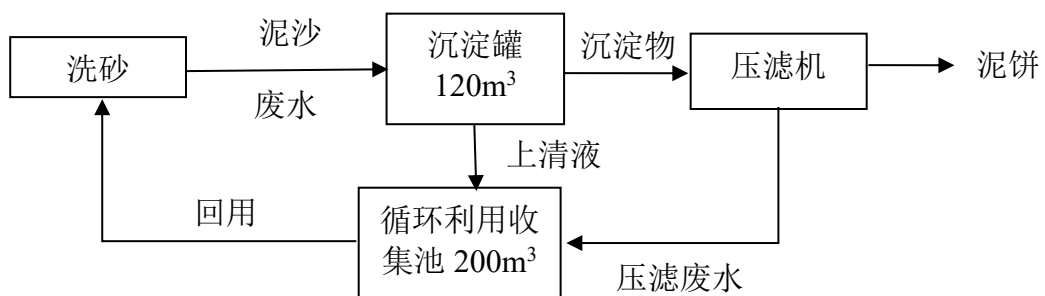 泥沙
沉淀罐
沉淀物
洗砂
120m³
压滤机
泥饼
废水
上清液
回用
循环利用收
集池 200m³
压滤废水